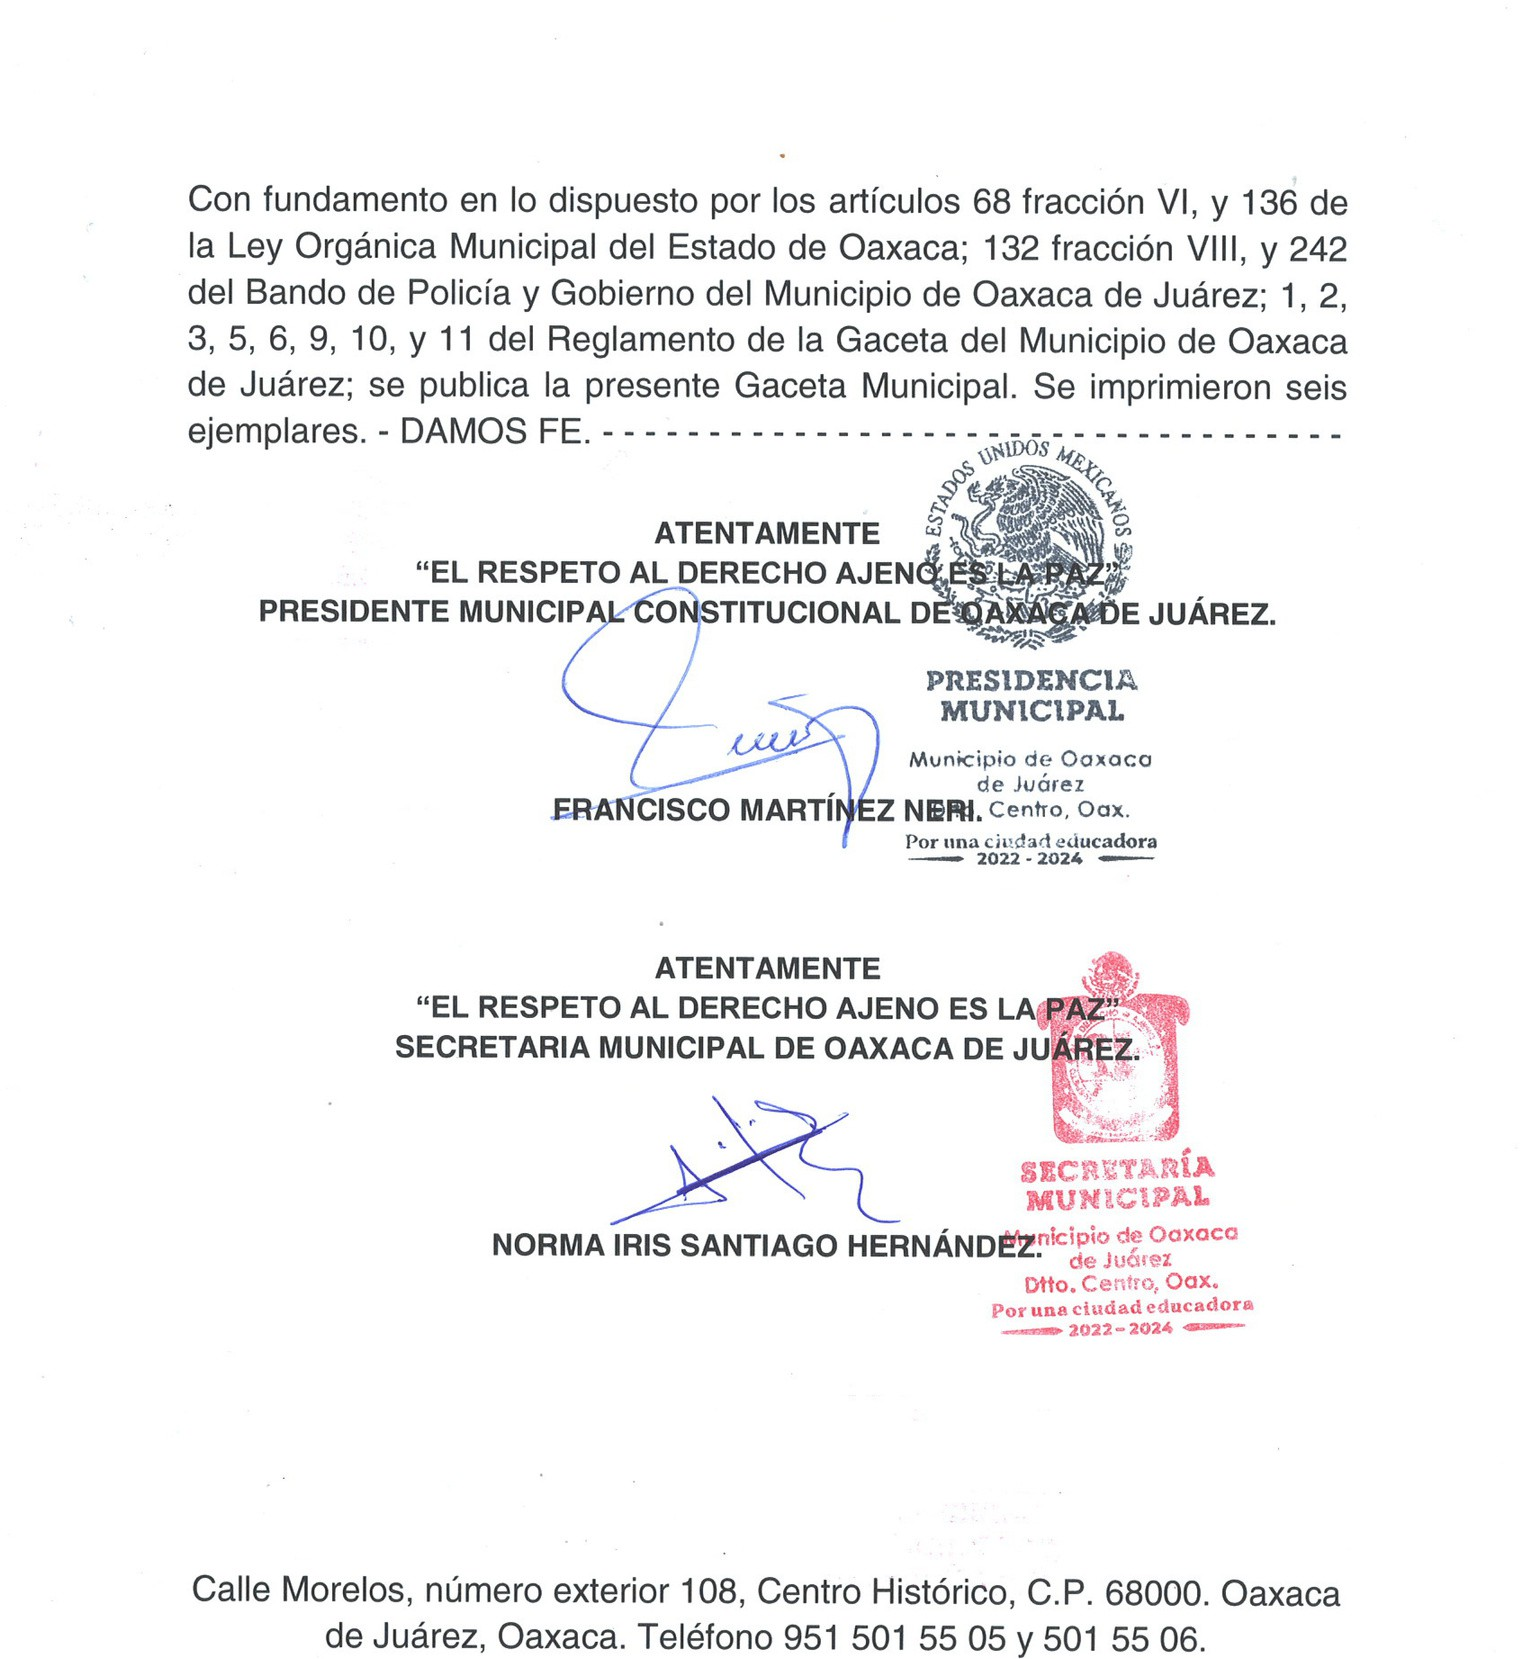 Con fundamento en lo dispuesto por los artículos 68 fracción VI, y 136 de
la Ley Orgánica Municipal del Estado de Oaxaca; 132 fracción VIII, y 242
del Bando de Policía y Gobierno del Municipio de Oaxaca de Juárez; 1, 2,
3, 5, 6, 9, 10, y 11 del Reglamento de la Gaceta del Municipio de Oaxaca
de Juárez; se publica la presente Gaceta Municipal. Se imprimieron seis
ejemplares. - DAMOS FE. - - - - - - - - - - - - - - - - - - - - - - - - - - - - - - - - - - -
ESTADOS UNIDOS MEXICANOS
ATENTAMENTE
“EL RESPETO AL DERECHO AJENO ES LA PAZ”
PRESIDENTE MUNICIPAL CONSTITUCIONAL DE OAXACA DE JUÁREZ.
PRESIDENCIA
MUNICIPAL
Municipio de Oaxaca
de Juárez
Dtto. Centro, Oax.
FRANCISCO MARTÍNEZ NERI.
Por una ciudad educadora
2022 - 2024
ATENTAMENTE
“EL RESPETO AL DERECHO AJENO ES LA PAZ”
SECRETARIA MUNICIPAL DE OAXACA DE JUÁREZ.
SECRETARÍA
MUNICIPAL
NORMA IRIS SANTIAGO HERNÁNDEZ.
Municipio de Oaxaca
de Juárez
Dtto. Centro, Oax.
Por una ciudad educadora
2022-2024
Calle Morelos, número exterior 108, Centro Histórico, C.P. 68000. Oaxaca
de Juárez, Oaxaca. Teléfono 951 501 55 05 y 501 55 06.